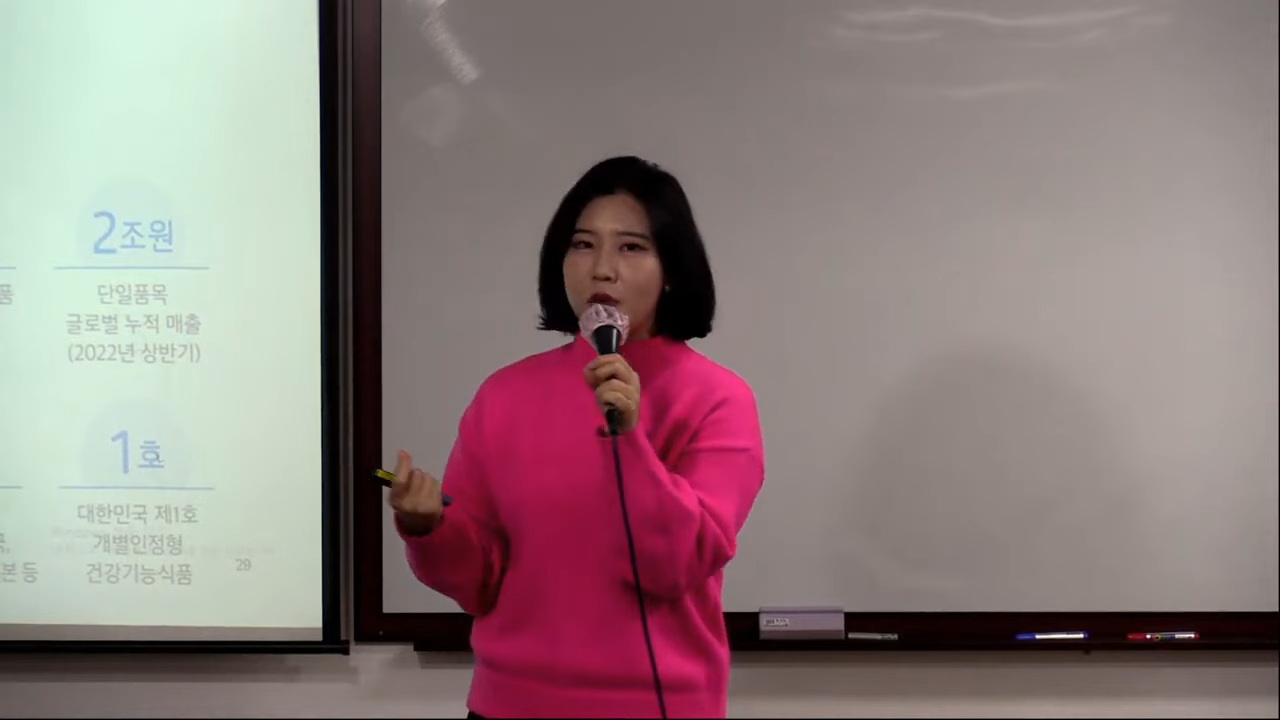 2조원
품
단일품목
글로벌 누적 매출
(2022년 상반기)
1호
대한민국 제1호
개별인정형
본 등
건강기능식품
29